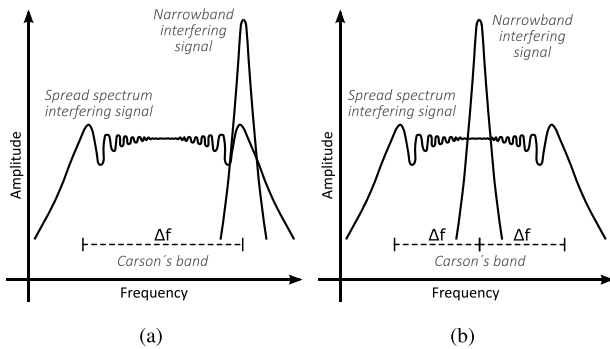 Narrowband
interfering
signal
Spread spectrum
interfering signal
Amplitude
Δf
Carson´s band
Frequency
(a)
Narrowband
interfering
signal
Spread spectrum
interfering signal
Amplitude
Δf Δf
Carson´s band
Frequency
(b)